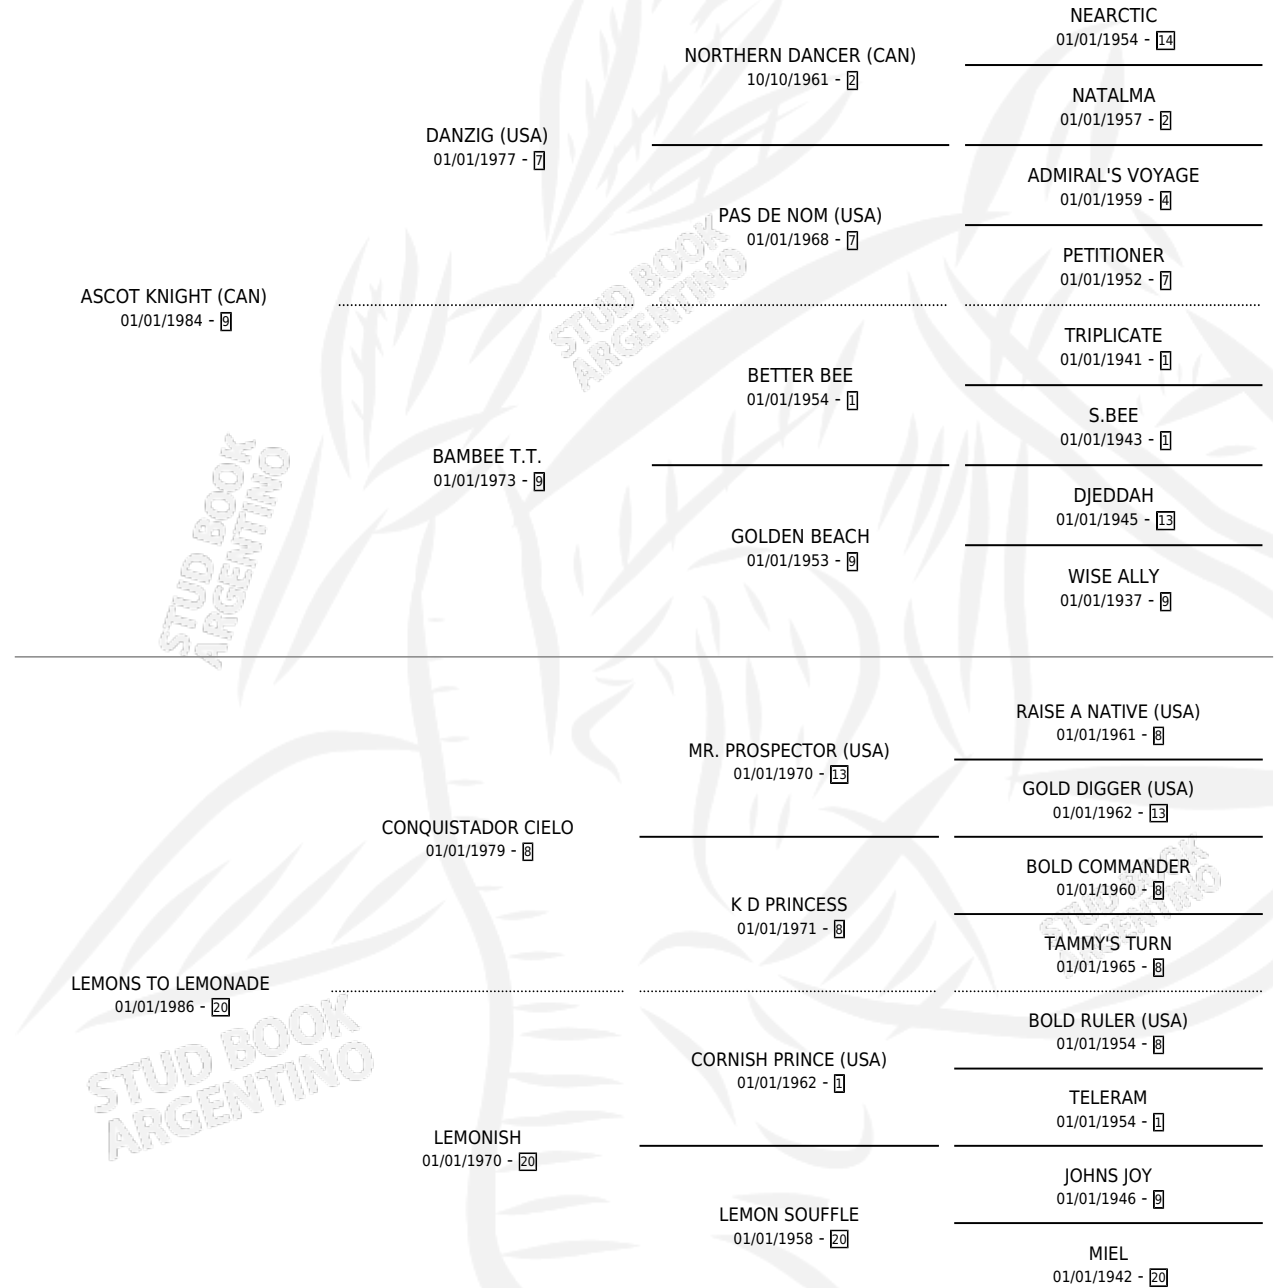 NEARCTIC
01/01/1954 - 14
NORTHERN DANCER (CAN)
10/10/1961 - 2
NATALMA
01/01/1957 - 2
DANZIG (USA)
01/01/1977 - 7
ADMIRAL'S VOYAGE
01/01/1959 - 4
PAS DE NOM (USA)
01/01/1968 - 7
PETITIONER
01/01/1952 - 7
ASCOT KNIGHT (CAN)
01/01/1984 - 9
STUD BOOK
ARGENTINO
TRIPLICATE
01/01/1941 - 1
BETTER BEE
01/01/1954 - 1
S.BEE
01/01/1943 - 1
BAMBEE T.T.
01/01/1973 - 9
DJEDDAH
01/01/1945 - 13
GOLDEN BEACH
01/01/1953 - 9
WISE ALLY
01/01/1937 - 9
STUD BOOK
ARGENTINO
RAISE A NATIVE (USA)
01/01/1961 - 8
MR. PROSPECTOR (USA)
01/01/1970 - 13
GOLD DIGGER (USA)
01/01/1962 - 13
CONQUISTADOR CIELO
01/01/1979 - 8
BOLD COMMANDER
01/01/1960 - 8
K D PRINCESS
01/01/1971 - 8
STUD BOOK
ARGENTINO
TAMMY'S TURN
01/01/1965 - 8
LEMONS TO LEMONADE
01/01/1986 - 20
BOLD RULER (USA)
01/01/1954 - 8
CORNISH PRINCE (USA)
01/01/1962 - 1
STUD BOOK
ARGENTINO
TELERAM
01/01/1954 - 1
LEMONISH
01/01/1970 - 20
JOHNS JOY
01/01/1946 - 9
LEMON SOUFFLE
01/01/1958 - 20
MIEL
01/01/1942 - 20